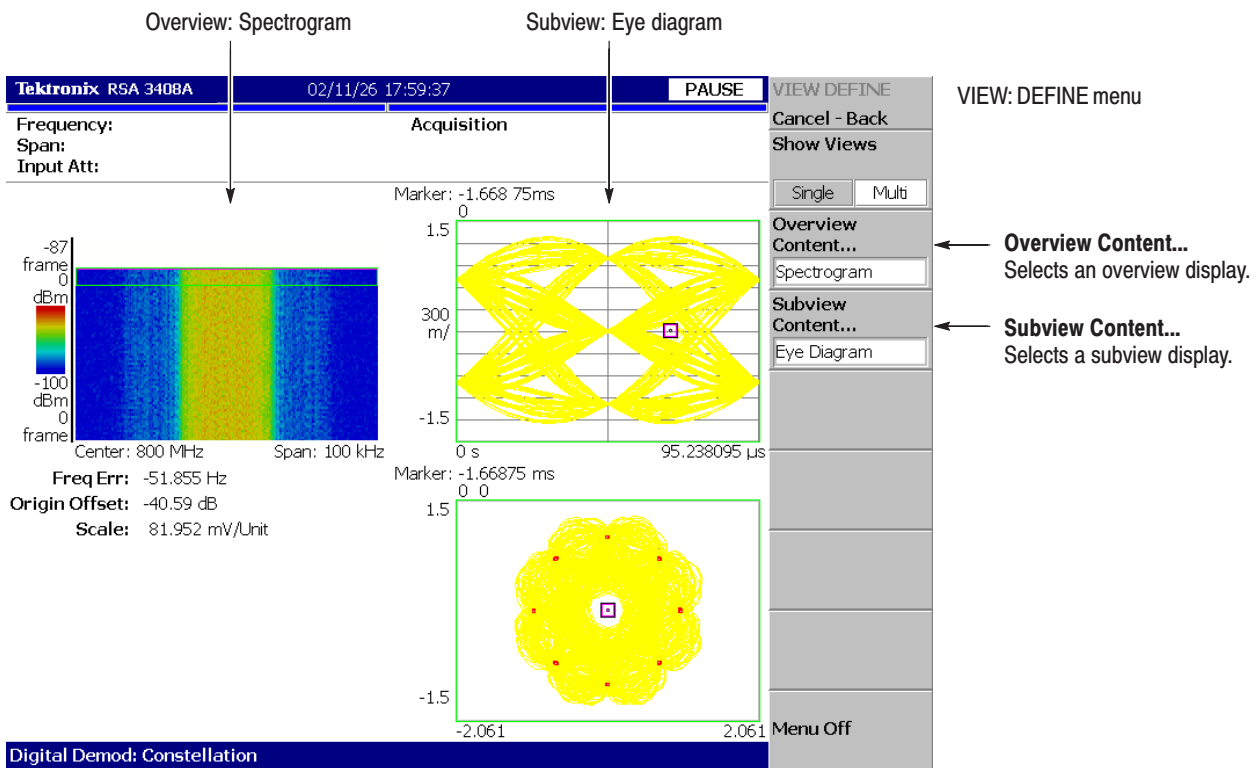 Overview: Spectrogram
Subview: Eye diagram
Tektronix RSA 3408A
02/11/26 17:59:37
PAUSE
VIEW DEFINE
VIEW: DEFINE menu
Frequency:
Span:
Input Att:
Acquisition
Cancel - Back
Show Views
Single
Multi
Overview
Content...
Spectrogram
Overview Content...
Selects an overview display.
Subview
Content...
Eye Diagram
Subview Content...
Selects a subview display.
Menu Off
-87
frame
0
dBm
-100
dBm
0
frame
Center: 800 MHz
Span: 100 kHz
Freq Err: -51.855 Hz
Origin Offset: -40.59 dB
Scale: 81.952 mV/Unit
Marker: -1.668 75ms
0
1.5
300
m/
-1.5
0 s
95.238095 µs
Marker: -1.66875 ms
0 0
1.5
-1.5
-2.061
2.061
Digital Demod: Constellation